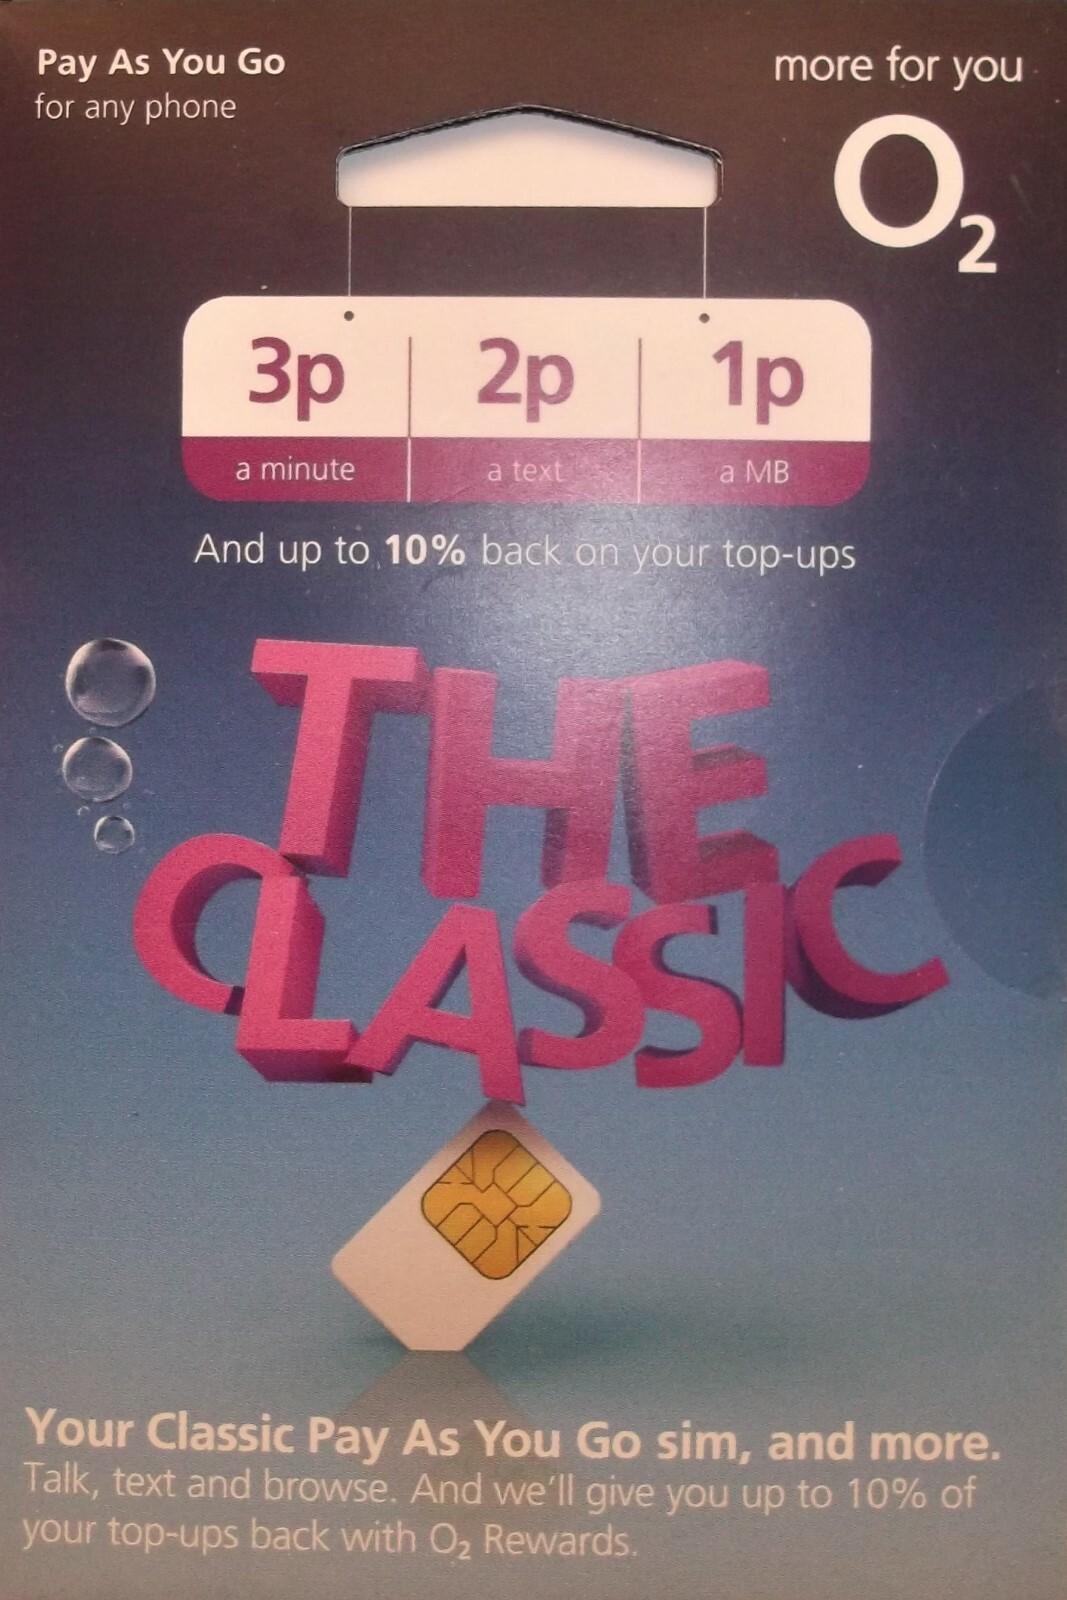 Pay As You Go
for any phone
more for you
O2
3p 2p 1p
a minute a text a MB
And up to 10% back on your top-ups
THE
CLASSIC
Your Classic Pay As You Go sim, and more.
Talk, text and browse. And we'll give you up to 10% of
your top-ups back with O2 Rewards.